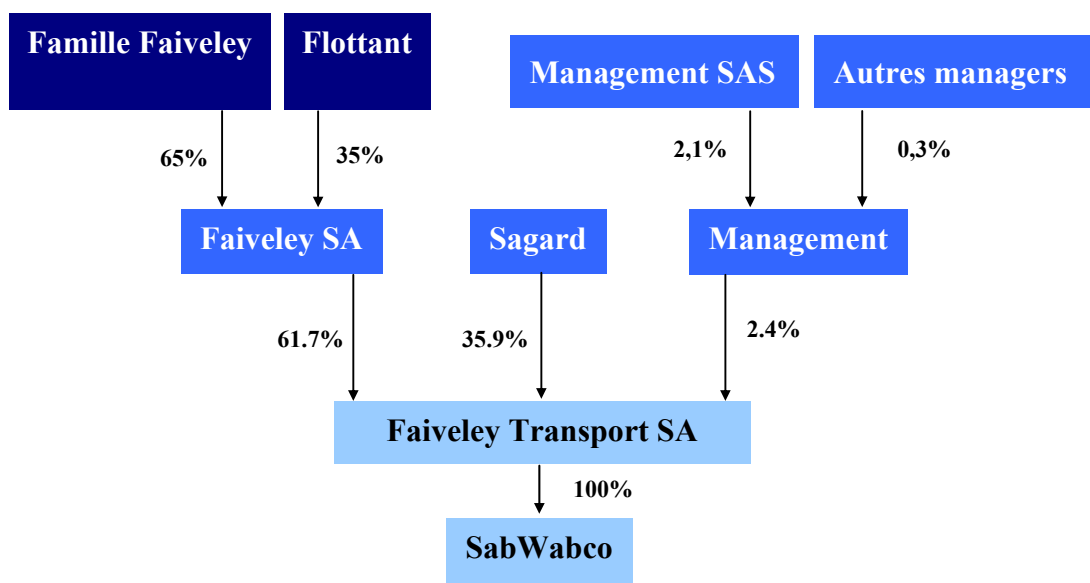 Famille Faiveley
Flottant
Management SAS
Autres managers
65%
35%
2,1%
0,3%
Faiveley SA
Sagard
Management
61.7%
35.9%
2.4%
Faiveley Transport SA
100%
SabWabco